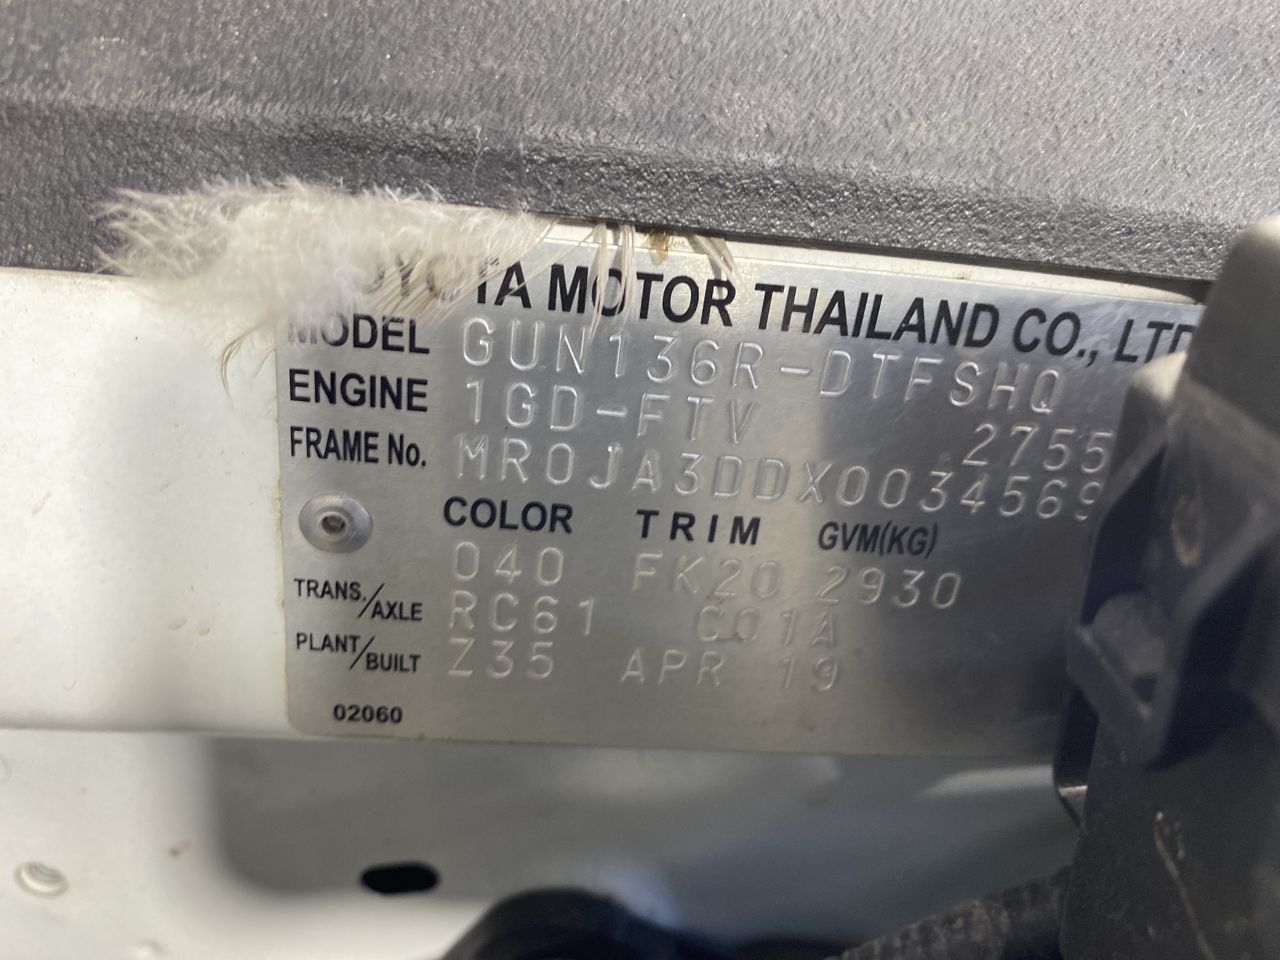 TOYOTA MOTOR THAILAND CO., LTD
MODEL GUN136R-DTFSHQ
ENGINE 1GD-FTV 2755
FRAME No. MR0JA3DDX0034569
COLOR TRIM GVM(KG)
040 FK20 2930
TRANS./AXLE RC61 C01A
PLANT/BUILT Z35 APR 19
02060